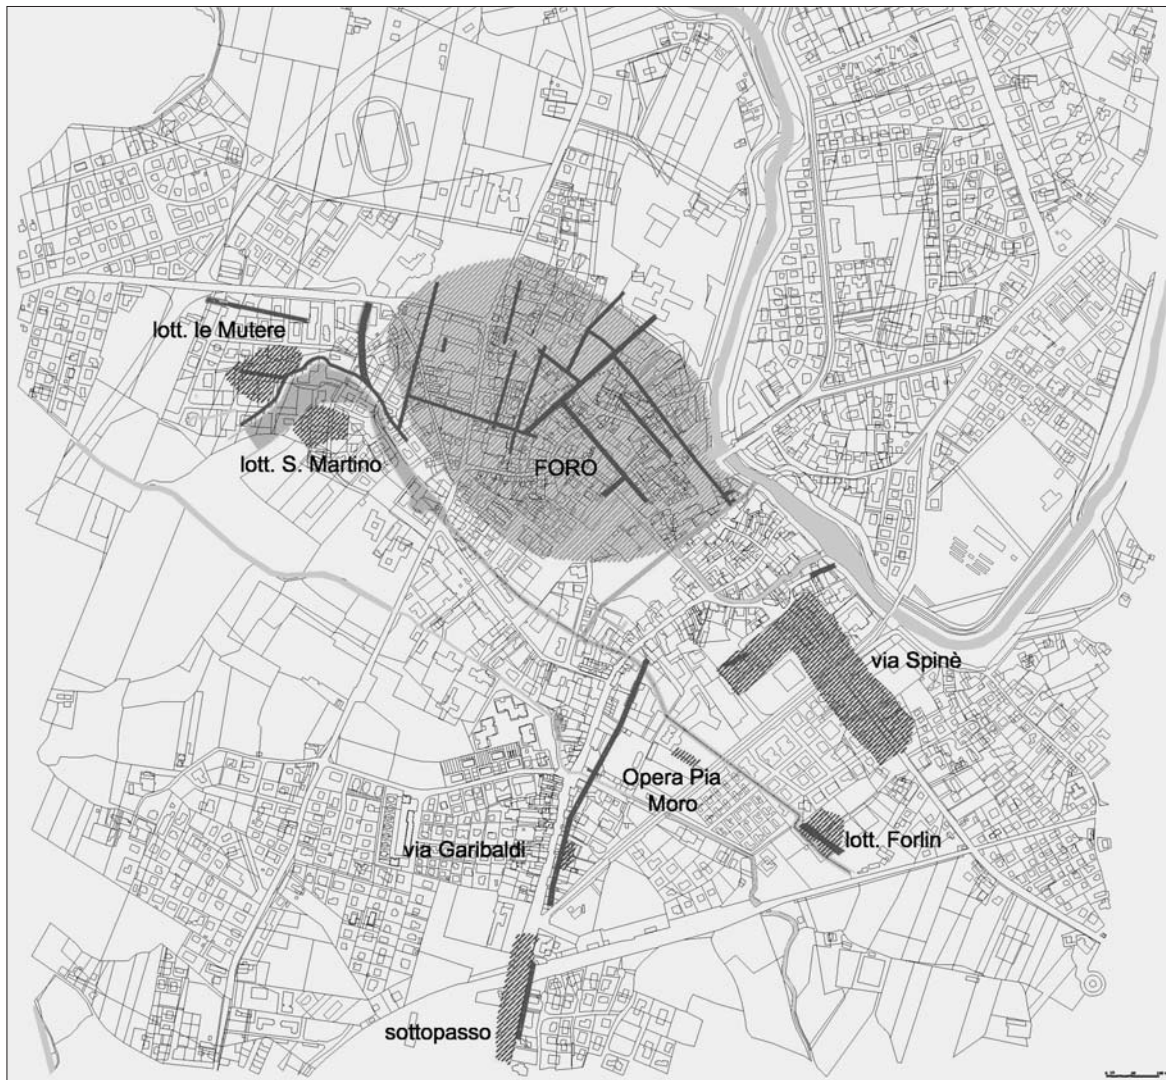 lott. le Mutere
lott. S. Martino
FORO
via Spinè
Opera Pia
Moro
lott. Forlin
via Garibaldi
sottopasso